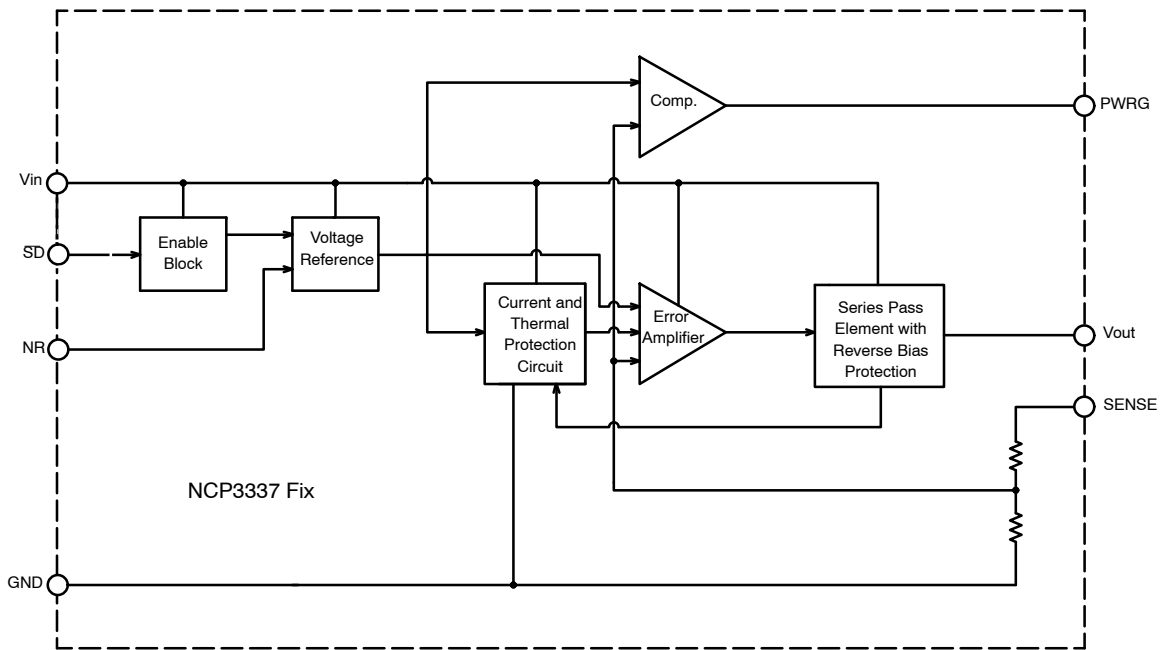 Comp.
PWRG
Vin
S̅D̅
Enable
Block
Voltage
Reference
NR
Current and
Thermal
Protection
Circuit
Error
Amplifier
Series Pass
Element with
Reverse Bias
Protection
Vout
SENSE
NCP3337 Fix
GND